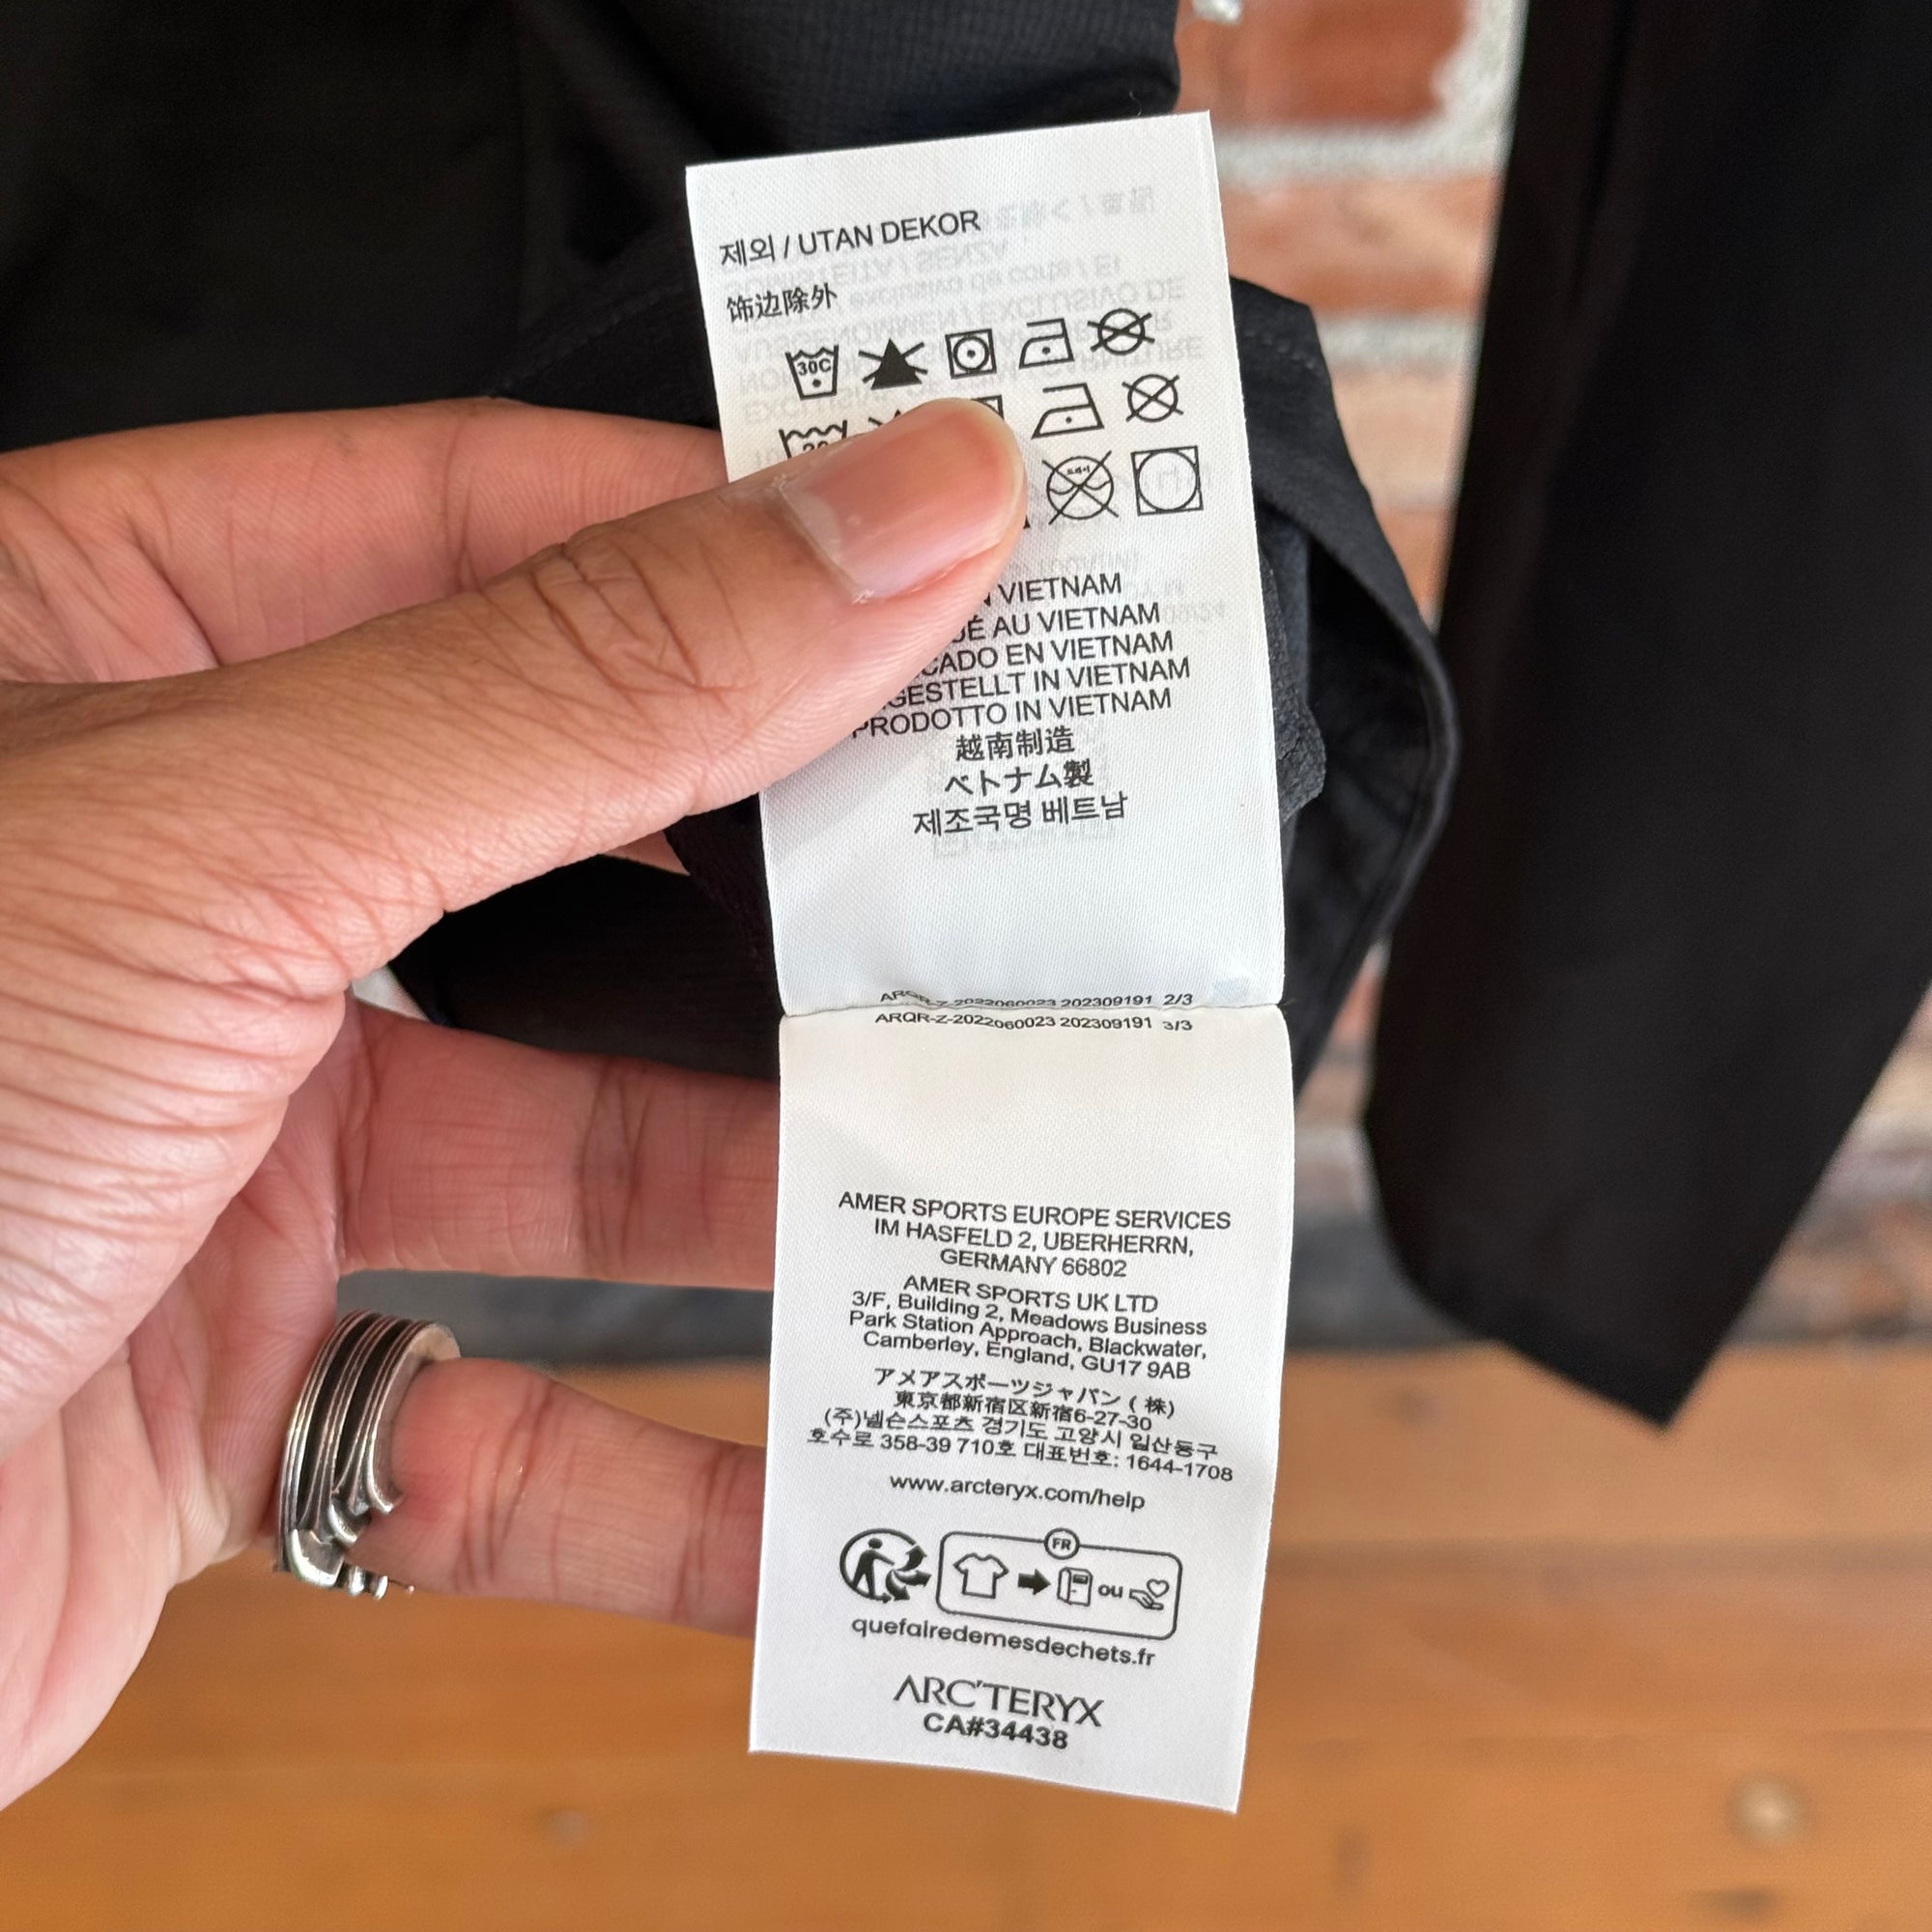 제외 / UTAN DEKOR
饰边除外
30C
VIETNAM
AU VIETNAM
EN VIETNAM
IN VIETNAM
PRODOTTO IN VIETNAM
越南制造
ベトナム製
제조국명 베트남
ARQR-Z-2022060023 202309191 2/3
ARQR-Z-2022060023 202309191 3/3
AMER SPORTS EUROPE SERVICES
IM HASFELD 2, UBERHERRN,
GERMANY 66802
AMER SPORTS UK LTD
3/F, Building 2, Meadows Business
Park Station Approach, Blackwater,
Camberley, England, GU17 9AB
アメアスポーツジャパン ( 株)
東京都新宿区新宿6-27-30
(주)넬슨스포츠 경기도 고양시 일산동구
호수로 358-39 710호 대표번호: 1644-1708
www.arcteryx.com/help
FR
ou
quefairedemesdechets.fr
ARC'TERYX
CA#34438